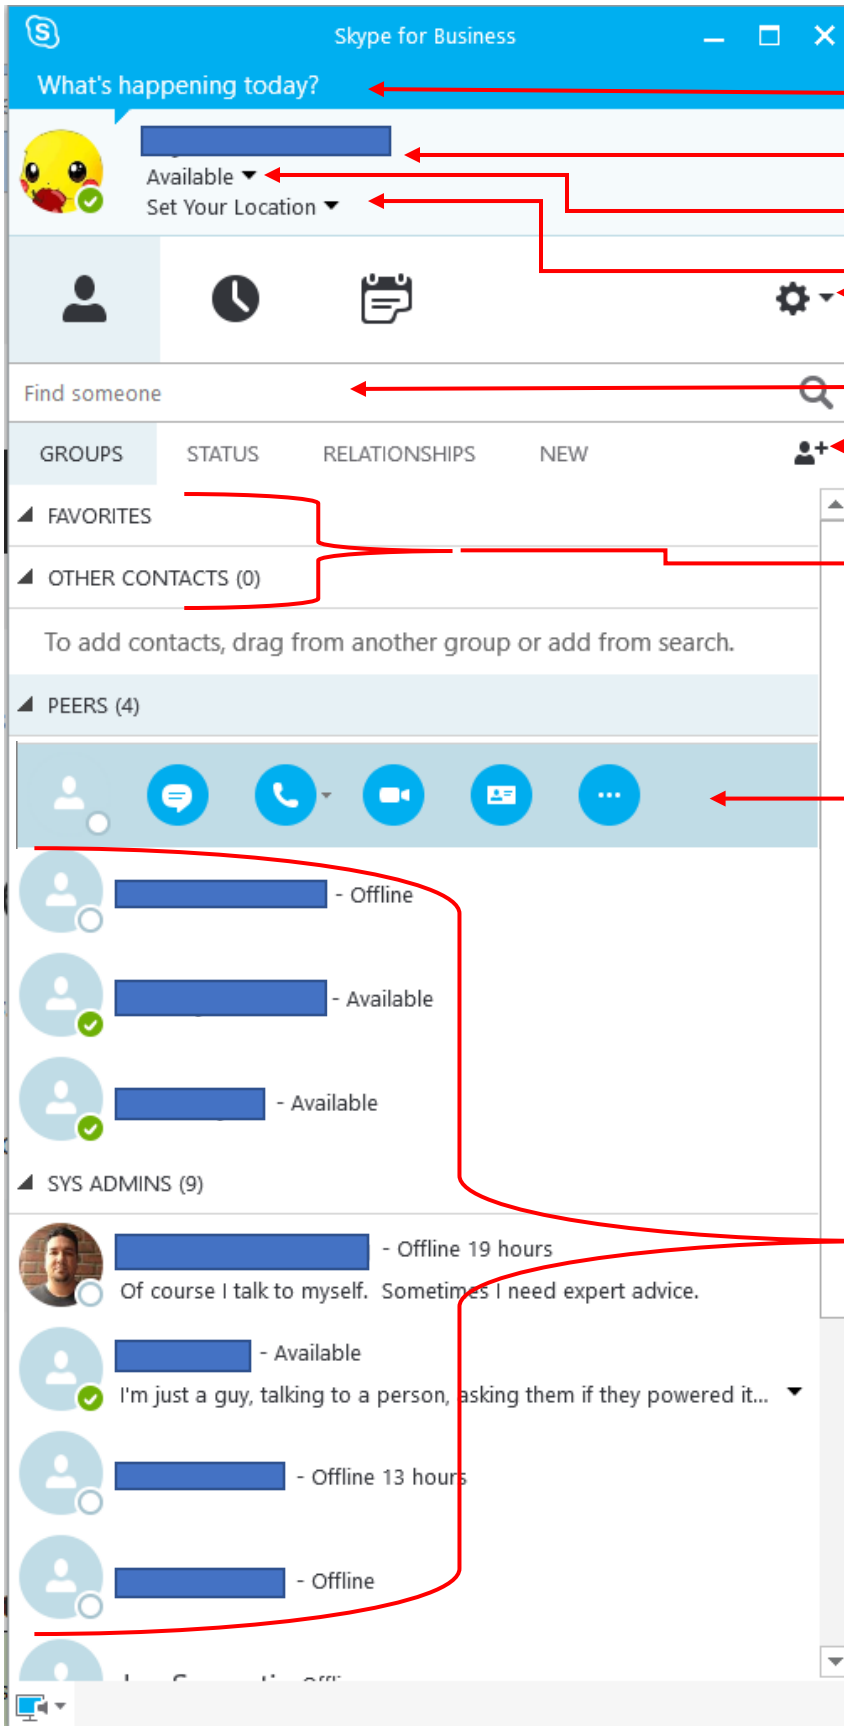 Skype for Business
What's happening today?
Available
Set Your Location
Find someone
GROUPS STATUS RELATIONSHIPS NEW
FAVORITES
OTHER CONTACTS (0)
To add contacts, drag from another group or add from search.
PEERS (4)
- Offline
- Available
- Available
SYS ADMINS (9)
- Offline 19 hours
Of course I talk to myself. Sometimes I need expert advice.
- Available
I'm just a guy, talking to a person, asking them if they powered it...
- Offline 13 hours
- Offline